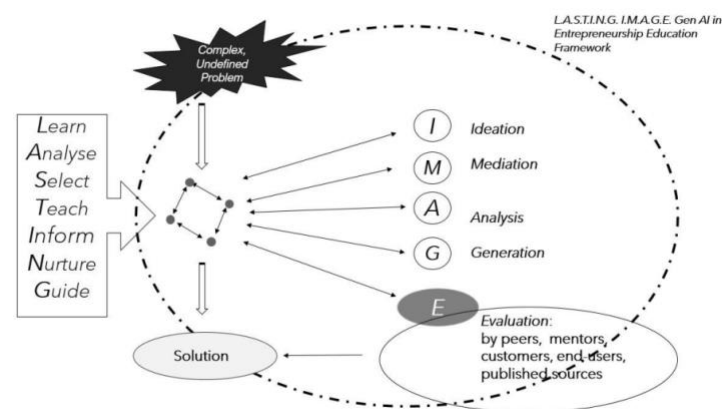 L.A.S.T.I.N.G. I.M.A.G.E. Gen AI in
Entrepreneurship Education
Framework
Complex,
Undefined
Problem
Learn
Analyse
Select
Teach
Inform
Nurture
Guide
I Ideation
M Mediation
A Analysis
G Generation
E
Evaluation:
by peers, mentors,
customers, end-users,
published sources
Solution